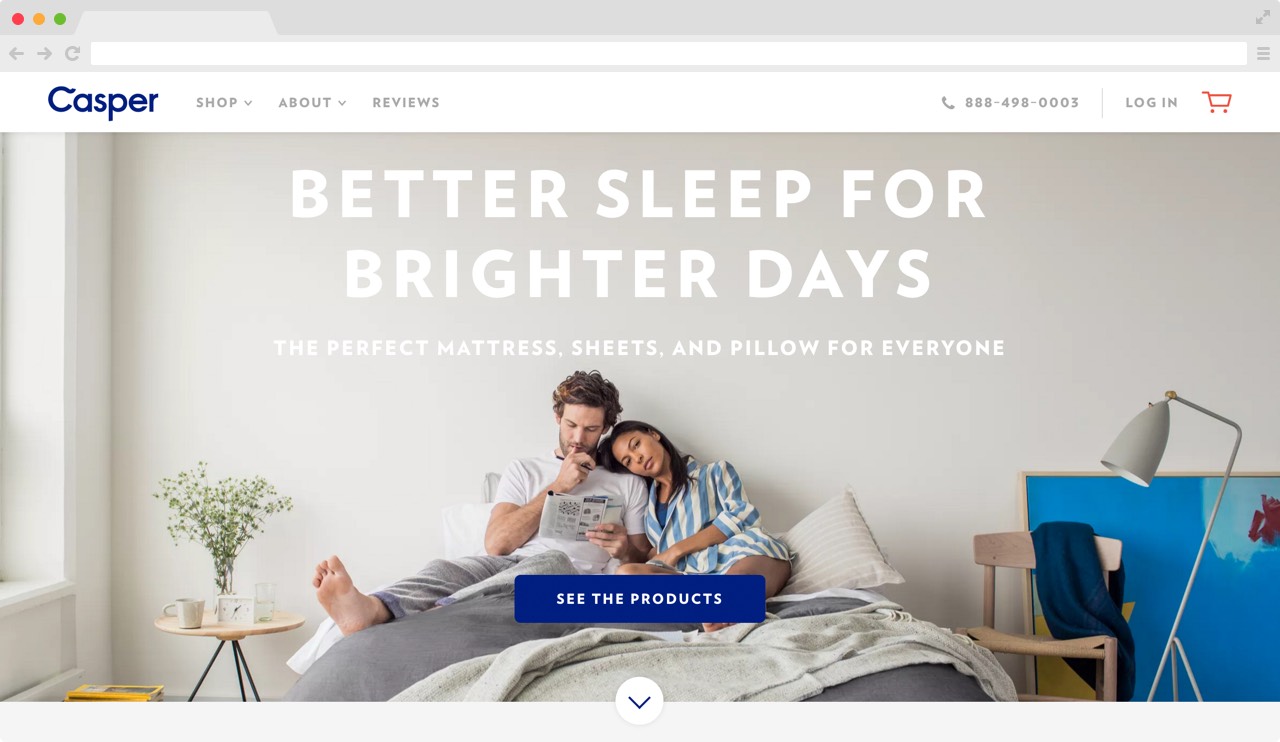 Casper
SHOP
ABOUT
REVIEWS
888-498-0003
LOG IN
BETTER SLEEP FOR
BRIGHTER DAYS
THE PERFECT MATTRESS, SHEETS, AND PILLOW FOR EVERYONE
SEE THE PRODUCTS